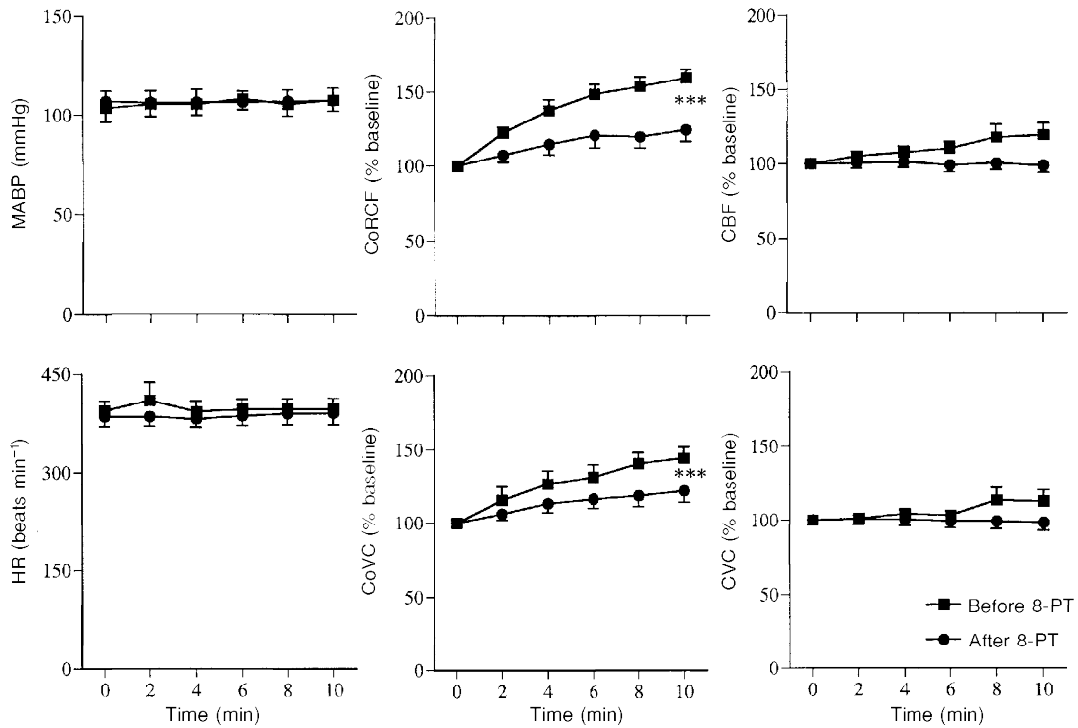 MABP (mmHg)
150
100
50
0
CoRCF (% baseline)
200
150
100
50
0
***
CBF (% baseline)
200
150
100
50
0
HR (beats min⁻¹)
450
300
150
0
0 2 4 6 8 10
Time (min)
CoVC (% baseline)
200
150
100
50
0
***
0 2 4 6 8 10
Time (min)
CVC (% baseline)
200
150
100
50
0
Before 8-PT
After 8-PT
0 2 4 6 8 10
Time (min)